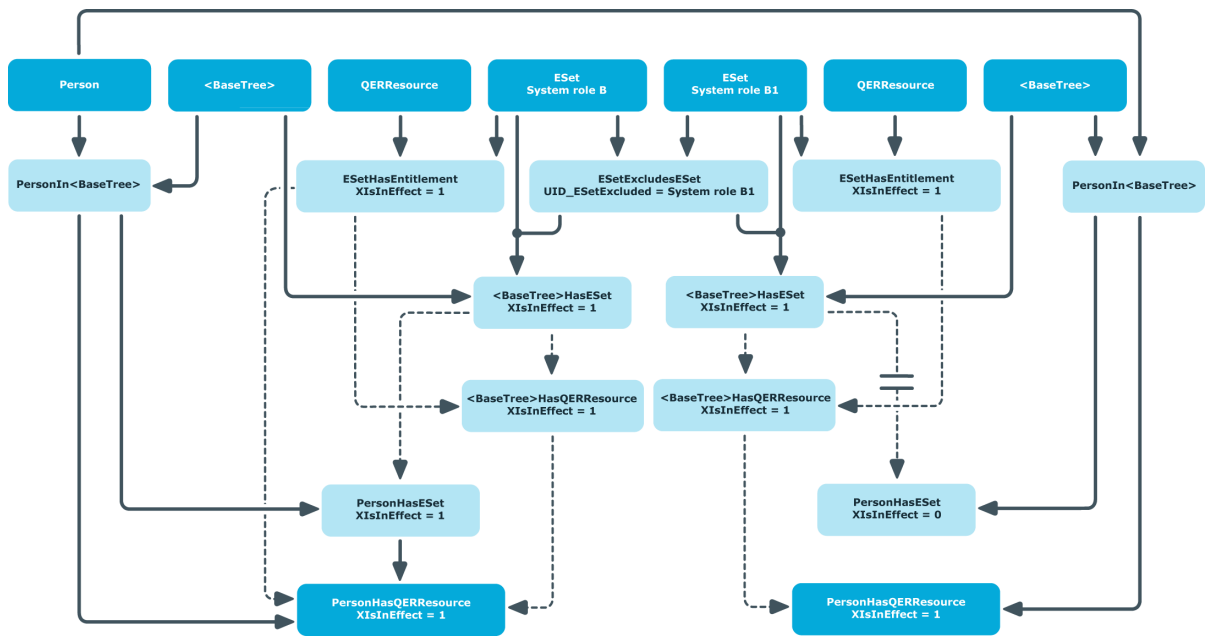 Person
<BaseTree>
QERResource
ESet
System role B
ESet
System role B1
QERResource
<BaseTree>
PersonIn<BaseTree>
ESetHasEntitlement
XIsInEffect = 1
ESetExcludesESet
UID_ESetExcluded = System role B1
ESetHasEntitlement
XIsInEffect = 1
PersonIn<BaseTree>
<BaseTree>HasESet
XIsInEffect = 1
<BaseTree>HasESet
XIsInEffect = 1
<BaseTree>HasQERResource
XIsInEffect = 1
<BaseTree>HasQERResource
XIsInEffect = 1
PersonHasESet
XIsInEffect = 1
PersonHasESet
XIsInEffect = 0
PersonHasQERResource
XIsInEffect = 1
PersonHasQERResource
XIsInEffect = 1